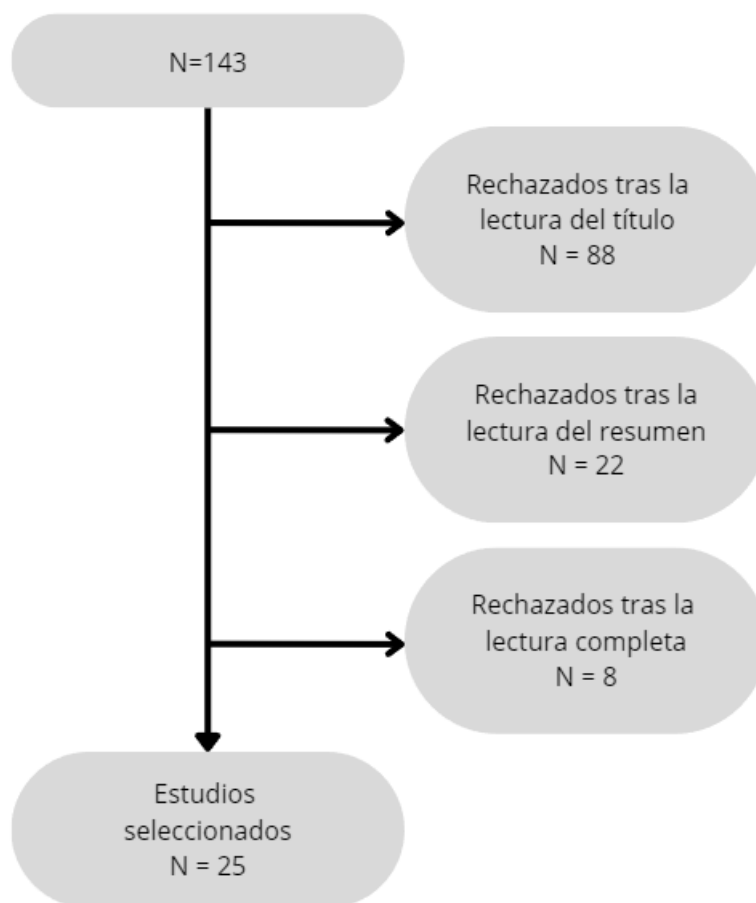 N=143
Rechazados tras la
lectura del título
N = 88
Rechazados tras la
lectura del resumen
N = 22
Rechazados tras la
lectura completa
N = 8
Estudios
seleccionados
N = 25